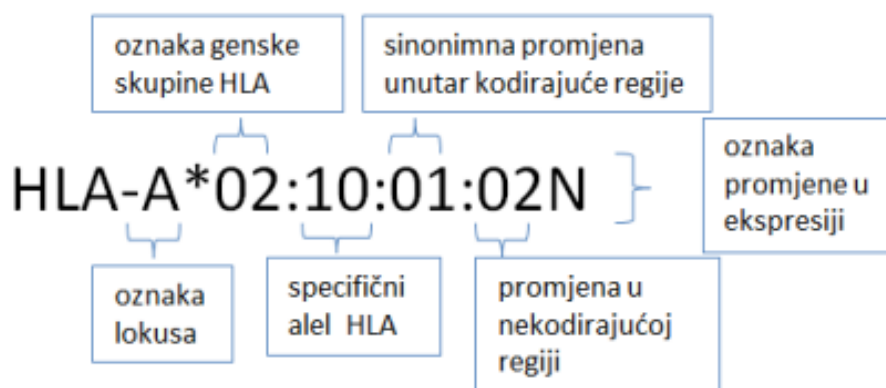 oznaka genske
skupine HLA
sinonimna promjena
unutar kodirajuće regije
HLA-A*02:10:01:02N
oznaka
promjene u
ekspresiji
oznaka
lokusa
specifični
alel HLA
promjena u
nekodirajućoj
regiji